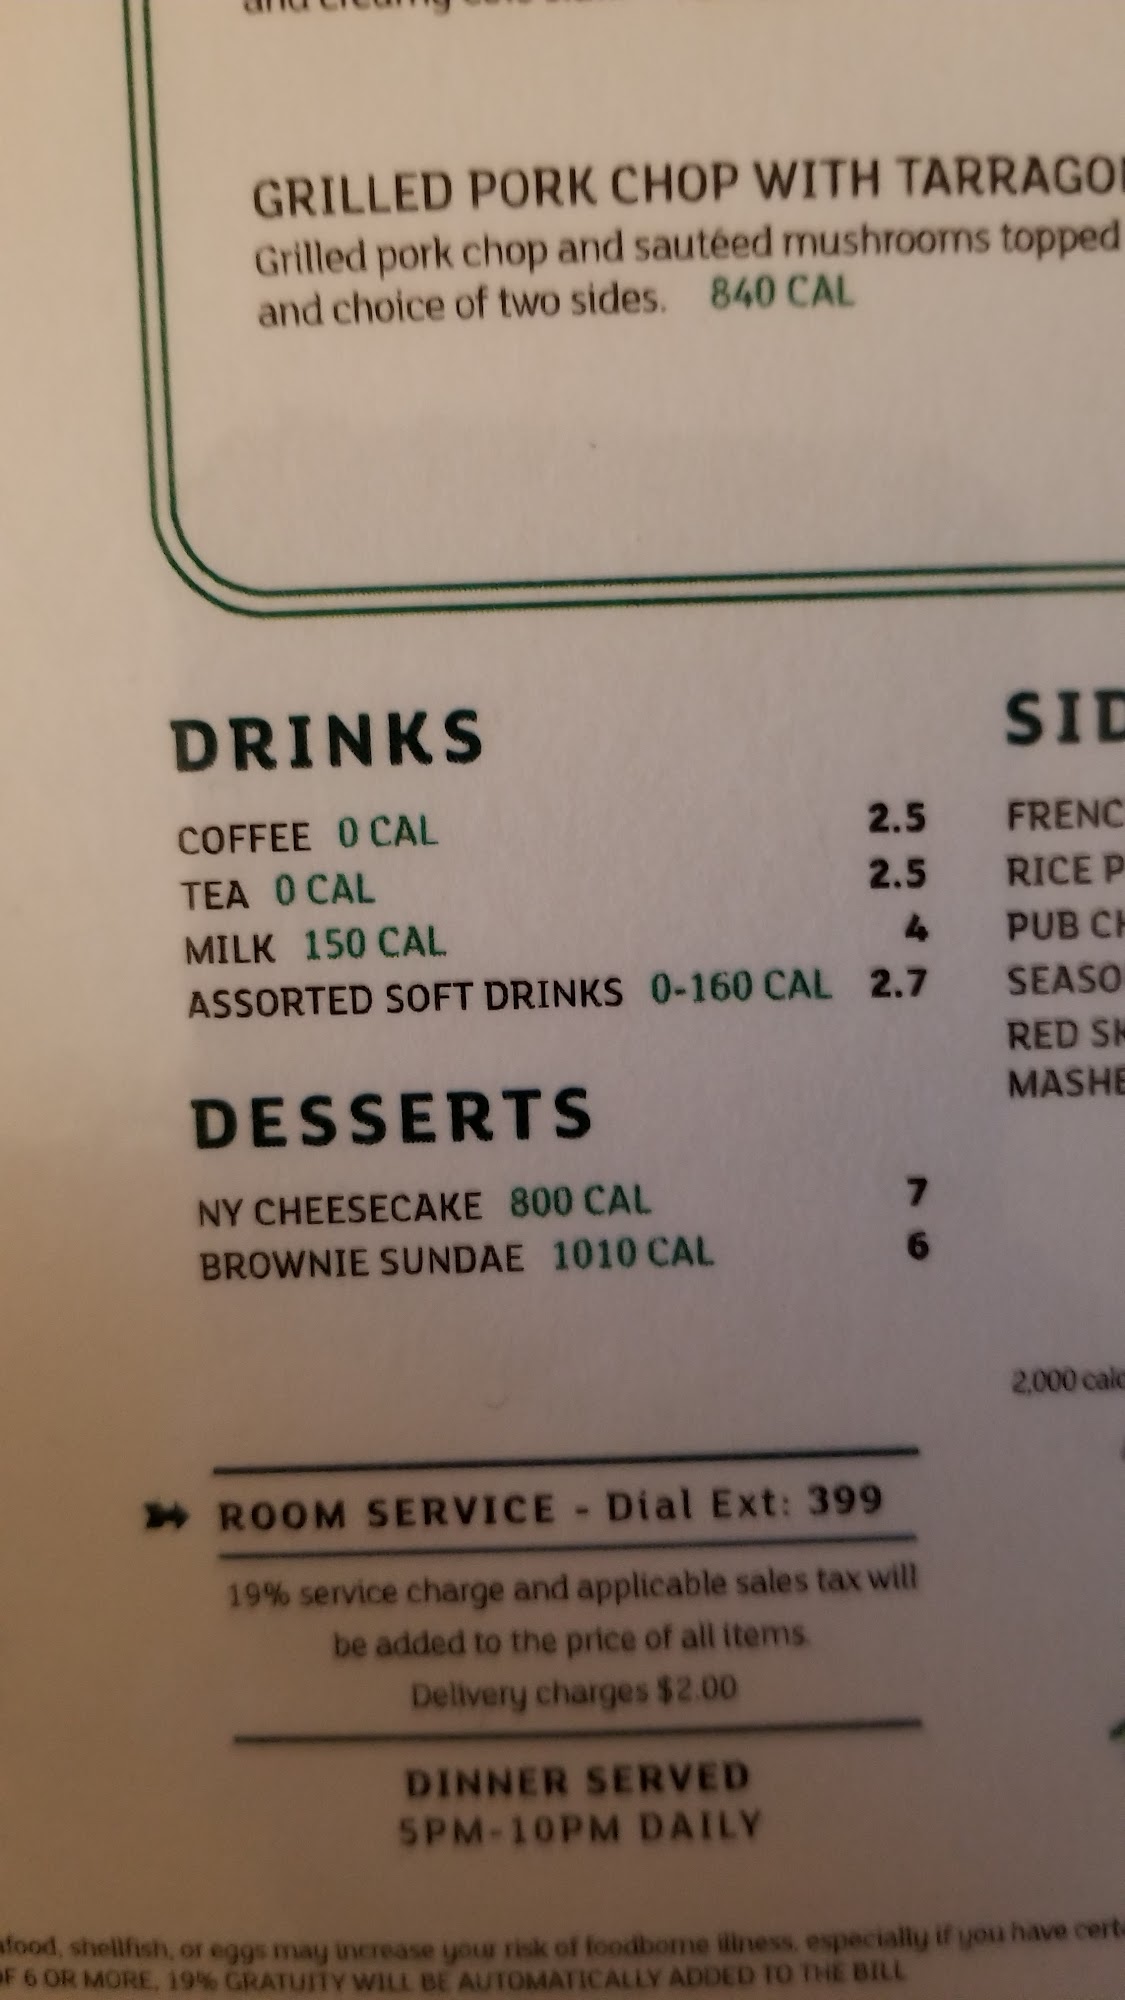 GRILLED PORK CHOP WITH TARRAGO
Grilled pork chop and sautéed mushrooms topped
and choice of two sides. 840 CAL
DRINKS
COFFEE 0 CAL 2.5
TEA 0 CAL 2.5
MILK 150 CAL 4
ASSORTED SOFT DRINKS 0-160 CAL 2.7
DESSERTS
NY CHEESECAKE 800 CAL 7
BROWNIE SUNDAE 1010 CAL 6
SID
FRENC
RICE P
PUB CH
SEASO
RED SK
MASHE
2,000 calo
ROOM SERVICE - Dial Ext: 399
19% service charge and applicable sales tax will
be added to the price of all items.
Delivery charges $2.00
DINNER SERVED
5PM-10PM DAILY
afood, shellfish, or eggs may increase your risk of foodborne illness, especially if you have certa
OF 6 OR MORE, 19% GRATUITY WILL BE AUTOMATICALLY ADDED TO THE BILL